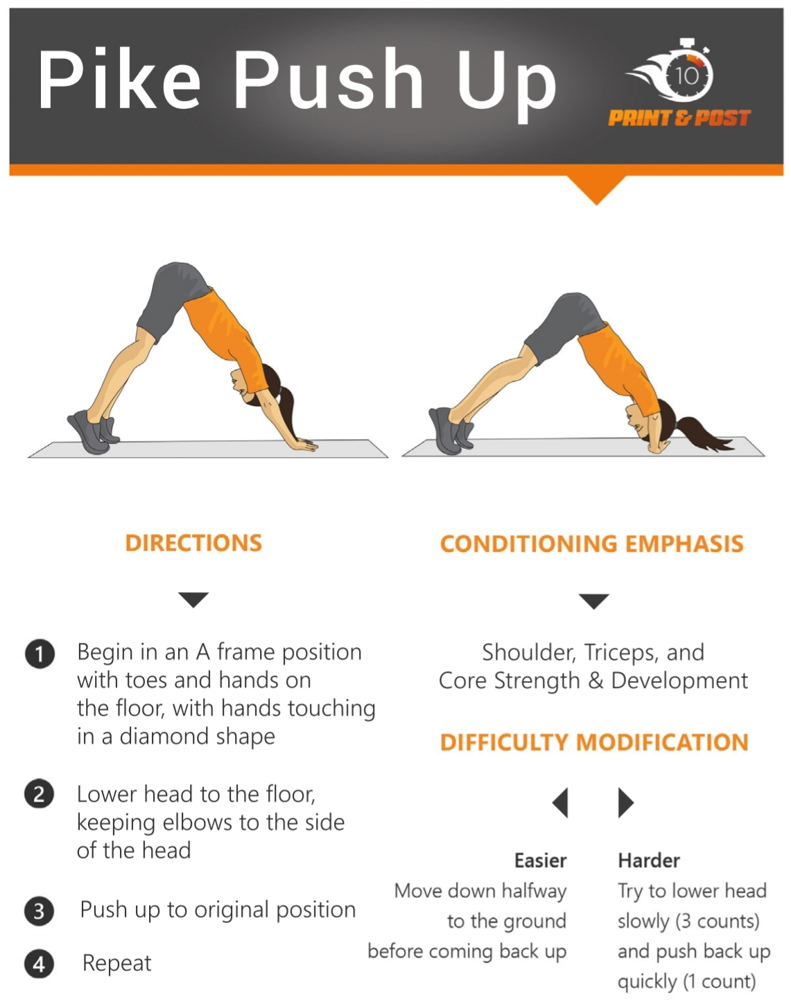 Pike Push Up
10
PRINT & POST
DIRECTIONS
1 Begin in an A frame position
with toes and hands on
the floor, with hands touching
in a diamond shape
2 Lower head to the floor,
keeping elbows to the side
of the head
3 Push up to original position
4 Repeat
CONDITIONING EMPHASIS
Shoulder, Triceps, and
Core Strength & Development
DIFFICULTY MODIFICATION
Easier
Move down halfway
to the ground
before coming back up
Harder
Try to lower head
slowly (3 counts)
and push back up
quickly (1 count)